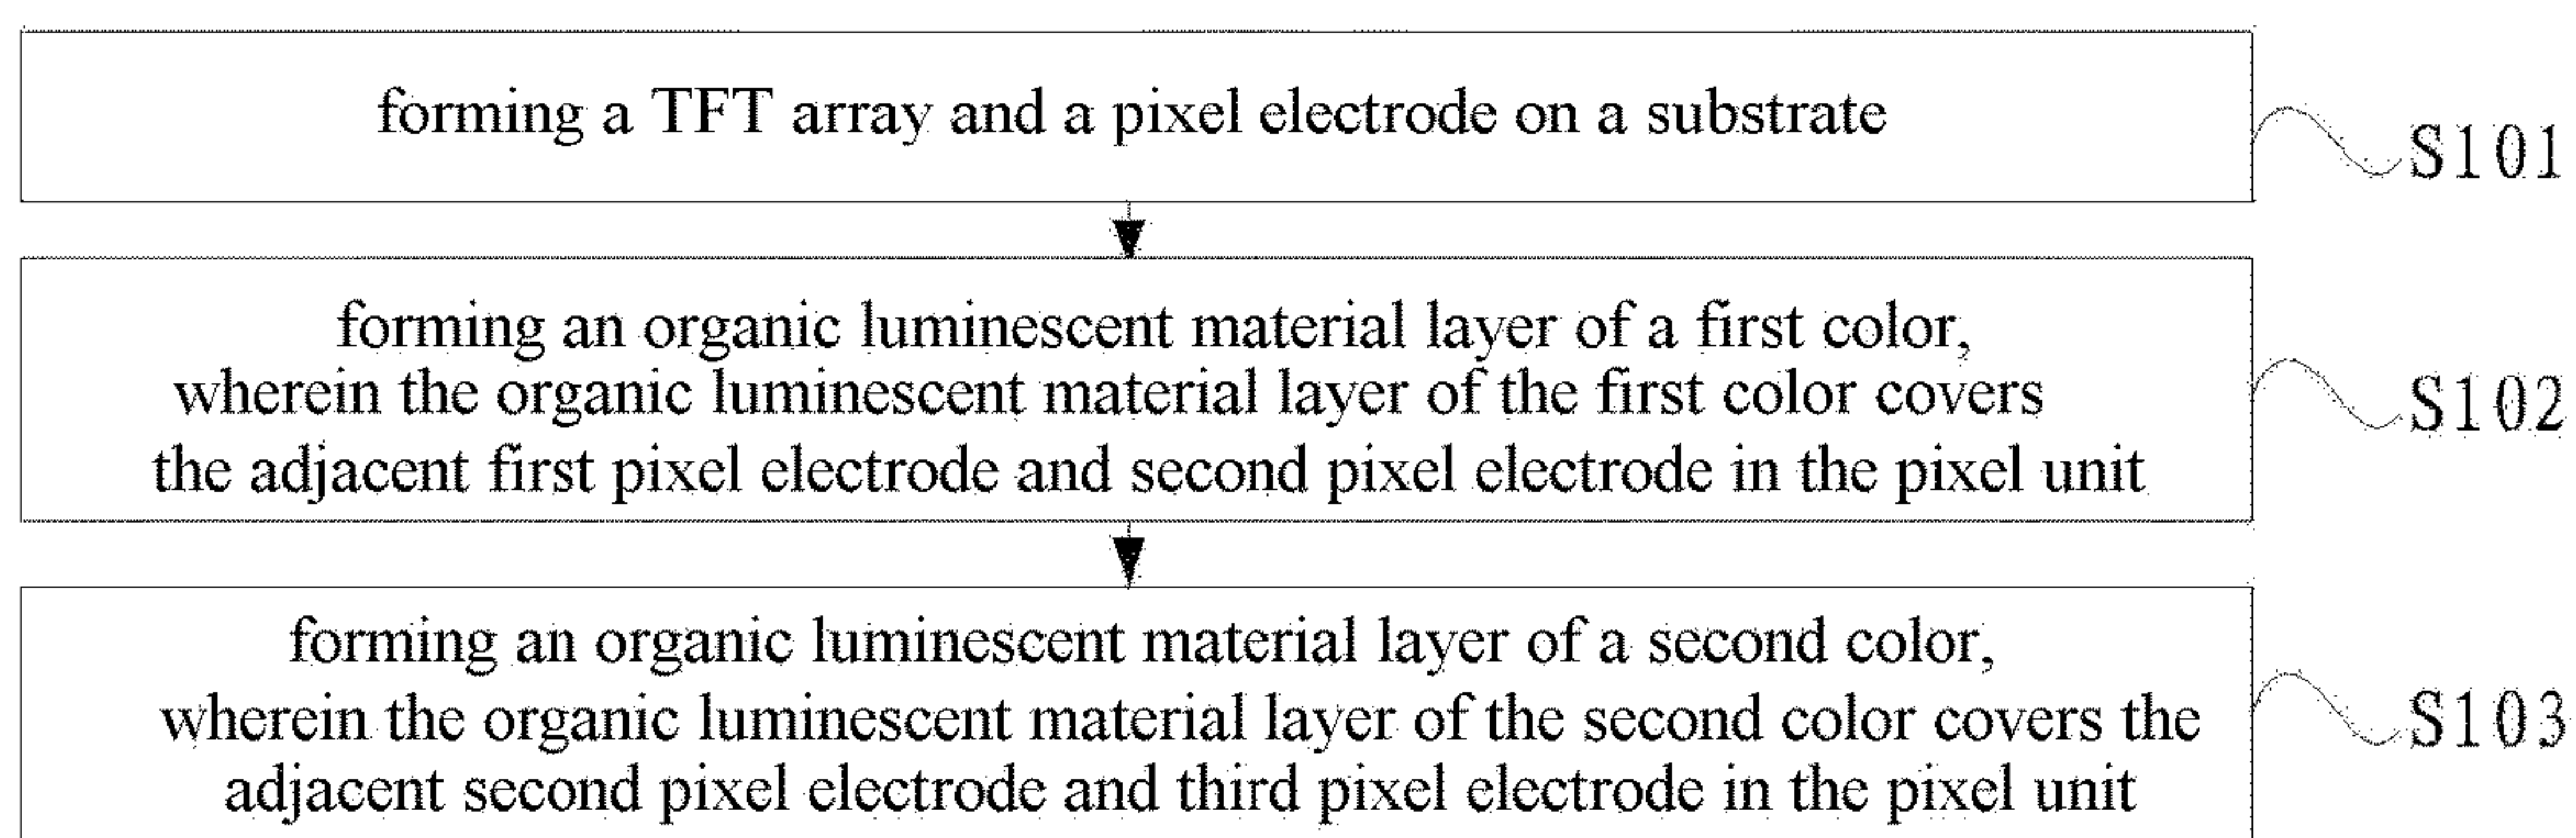 forming a TFT array and a pixel electrode on a substrate
S101
forming an organic luminescent material layer of a first color,
wherein the organic luminescent material layer of the first color covers
the adjacent first pixel electrode and second pixel electrode in the pixel unit
S102
forming an organic luminescent material layer of a second color,
wherein the organic luminescent material layer of the second color covers the
adjacent second pixel electrode and third pixel electrode in the pixel unit
S103